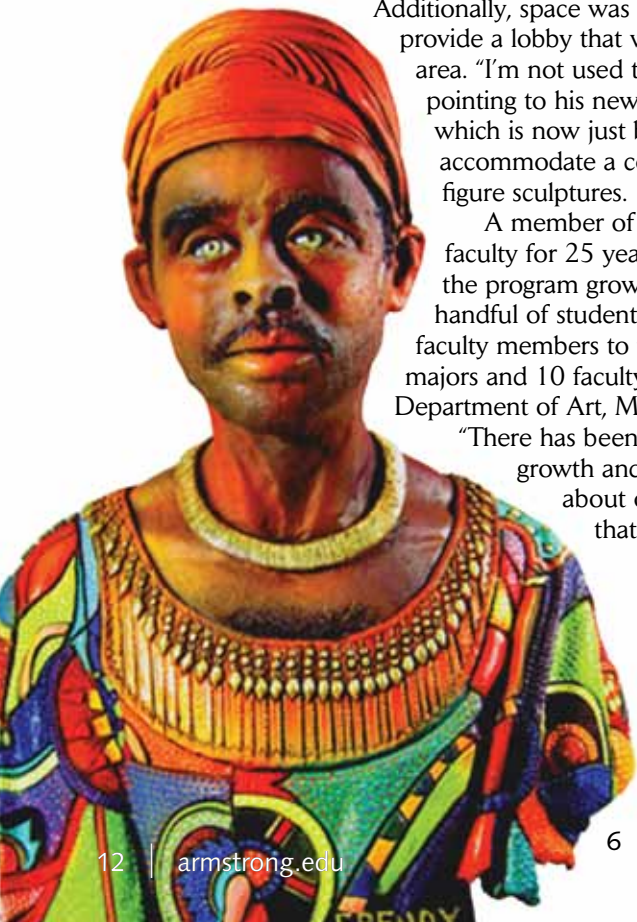 Additionally, space was
provide a lobby that
area. “I’m not used
pointing to his new
which is now just
accommodate a
figure sculptures.
A member of
faculty for 25
the program grow
handful of student
faculty members to
majors and 10 faculty
Department of Art,
“There has been
growth and
about
that
6
12 | armstrong.edu